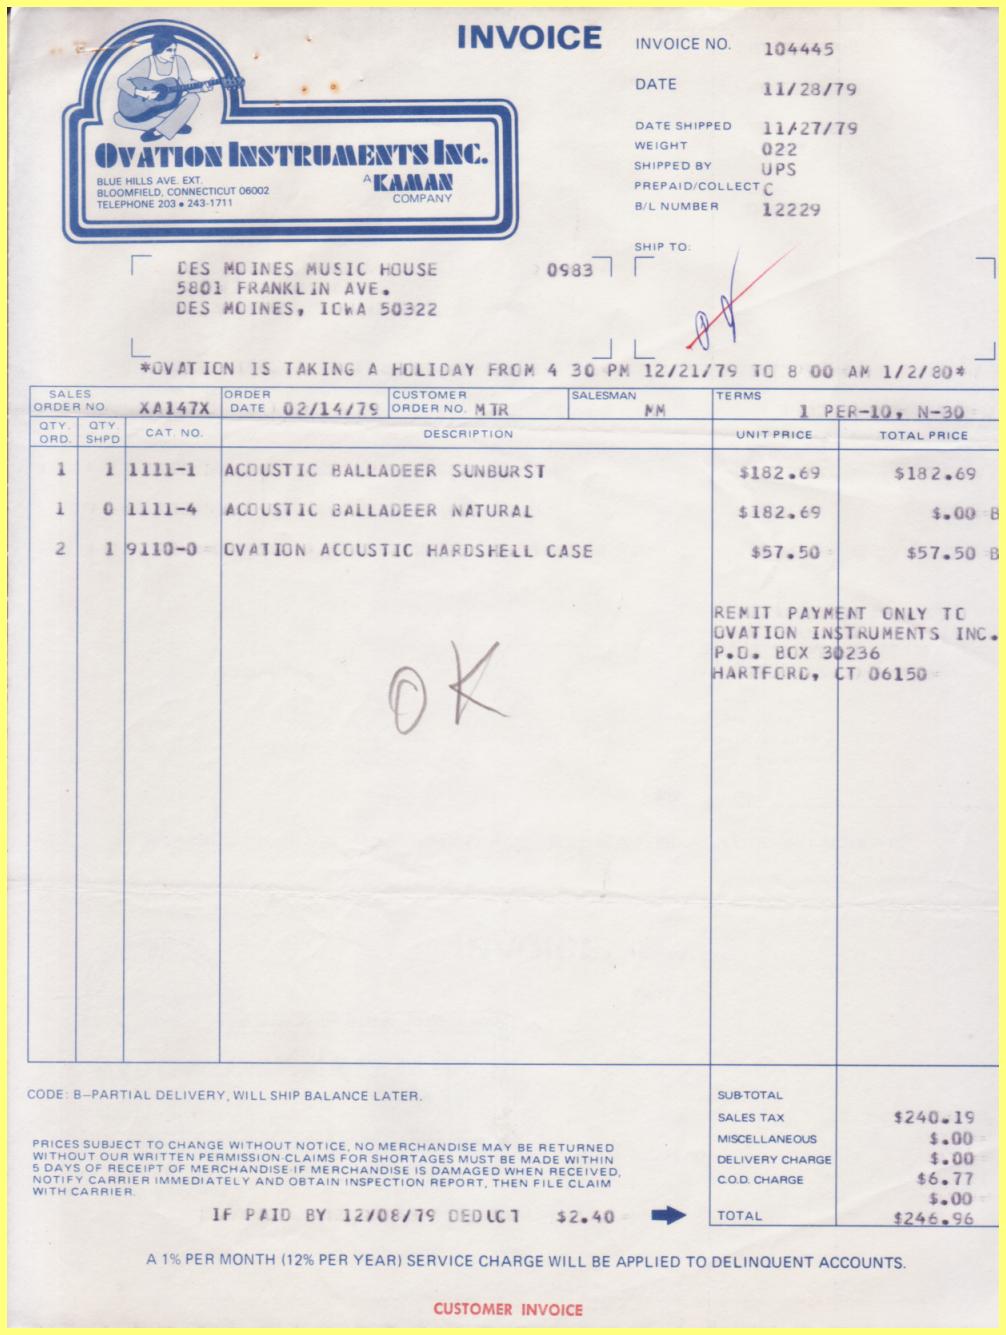 INVOICE
INVOICE NO. 104445
DATE 11/28/79
DATE SHIPPED 11/27/79
WEIGHT 022
SHIPPED BY UPS
PREPAID/COLLECT C
B/L NUMBER 12229
OVATION INSTRUMENTS INC.
BLUE HILLS AVE. EXT.
BLOOMFIELD, CONNECTICUT 06002
TELEPHONE 203 • 243-1711
A KAMAN COMPANY
SHIP TO:
DES MOINES MUSIC HOUSE 0983
5801 FRANKLIN AVE.
DES MOINES, IOWA 50322
*OVATION IS TAKING A HOLIDAY FROM 4 30 PM 12/21/79 TO 8 00 AM 1/2/80*
SALES ORDER NO. XA147X ORDER DATE 02/14/79 CUSTOMER ORDER NO. MTR SALESMAN MM TERMS 1 PER-10, N-30
QTY. ORD. QTY. SHPD CAT. NO. DESCRIPTION UNIT PRICE TOTAL PRICE
1 1 1111-1 ACOUSTIC BALLADEER SUNBURST $182.69 $182.69
1 0 1111-4 ACOUSTIC BALLADEER NATURAL $182.69 $.00 B
2 1 9110-0 OVATION ACOUSTIC HARDSHELL CASE $57.50 $57.50 B
REMIT PAYMENT ONLY TO
OVATION INSTRUMENTS INC.
P.O. BOX 30236
HARTFORD, CT 06150
OK
CODE: B—PARTIAL DELIVERY, WILL SHIP BALANCE LATER.
SUB-TOTAL
SALES TAX $240.19
MISCELLANEOUS $.00
DELIVERY CHARGE $.00
C.O.D. CHARGE $6.77
$.00
TOTAL $246.96
PRICES SUBJECT TO CHANGE WITHOUT NOTICE, NO MERCHANDISE MAY BE RETURNED
WITHOUT OUR WRITTEN PERMISSION-CLAIMS FOR SHORTAGES MUST BE MADE WITHIN
5 DAYS OF RECEIPT OF MERCHANDISE-IF MERCHANDISE IS DAMAGED WHEN RECEIVED,
NOTIFY CARRIER IMMEDIATELY AND OBTAIN INSPECTION REPORT, THEN FILE CLAIM
WITH CARRIER.
IF PAID BY 12/08/79 DEDUCT $2.40
A 1% PER MONTH (12% PER YEAR) SERVICE CHARGE WILL BE APPLIED TO DELINQUENT ACCOUNTS.
CUSTOMER INVOICE